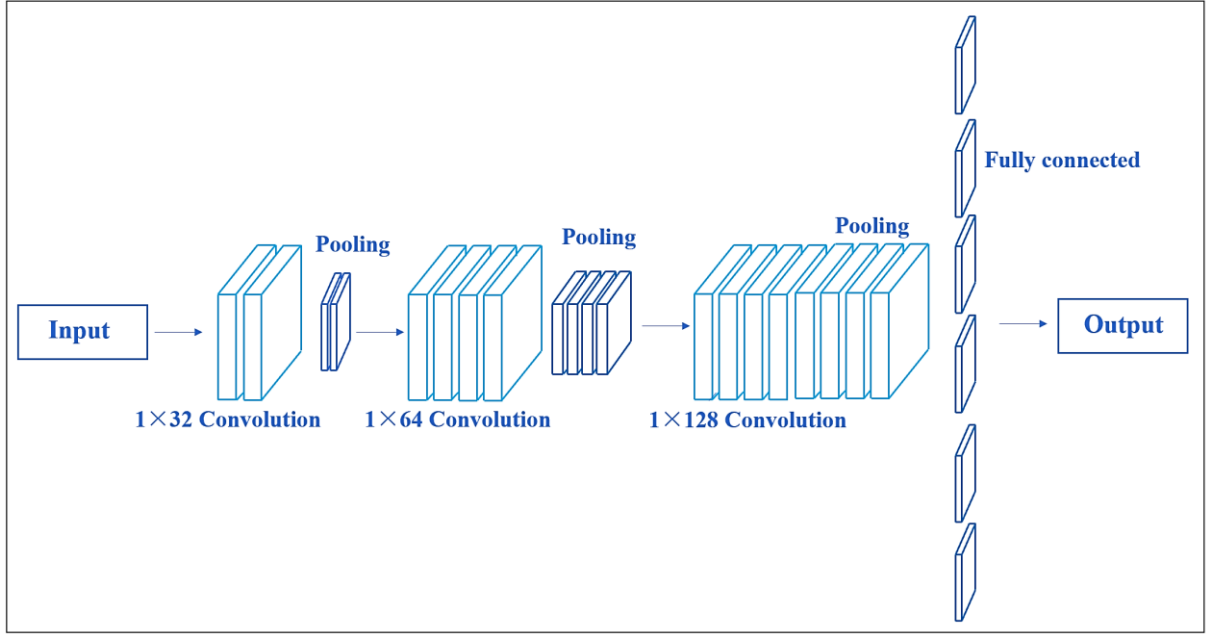 Input
1×32 Convolution
Pooling
1×64 Convolution
Pooling
1×128 Convolution
Pooling
Fully connected
Output